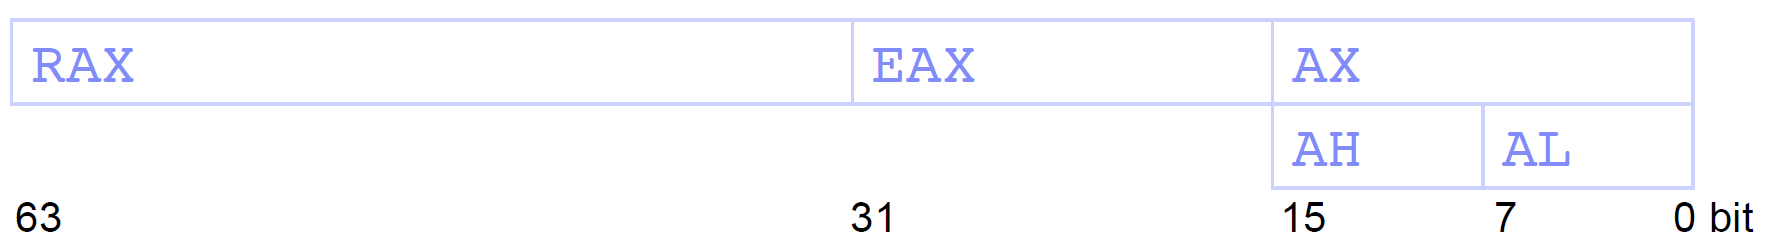 RAX EAX AX
AH AL
63 31 15 7 0 bit